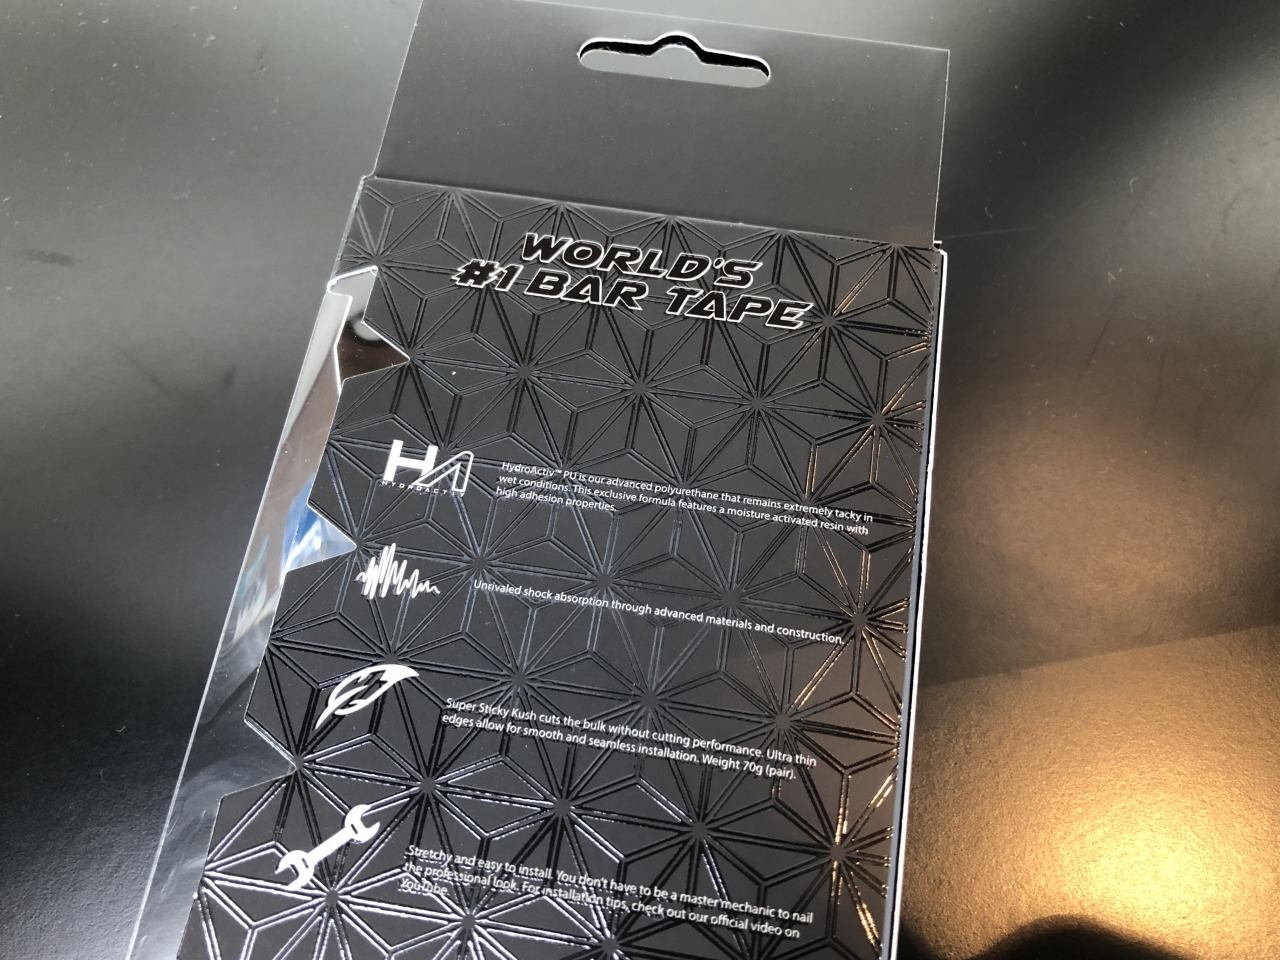 WORLD'S
#1 BAR TAPE
HA
HYDROACTIV
HydroActiv™ PU is our advanced polyurethane that remains extremely tacky in
wet conditions. This exclusive formula features a moisture activated resin with
high adhesion properties.
Unrivaled shock absorption through advanced materials and construction.
Super Sticky Kush cuts the bulk without cutting performance. Ultra thin
edges allow for smooth and seamless installation. Weight 70g (pair).
Stretchy and easy to install. You don't have to be a master mechanic to nail
the professional look. For installation tips, check out our official video on
YouTube.